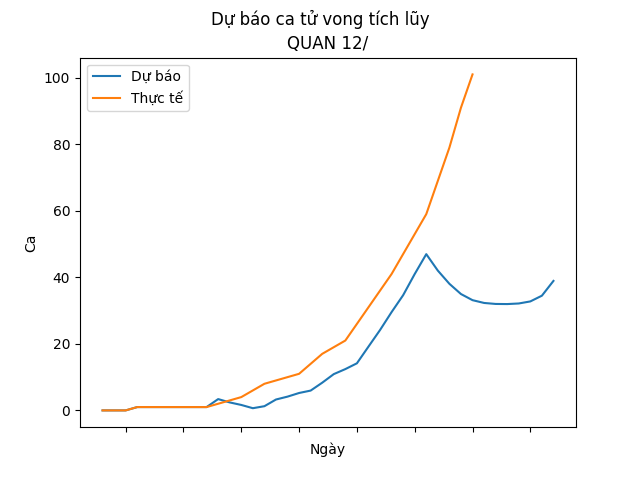 Dự báo ca tử vong tích lũy
QUAN 12/
Dự báo
Thực tế
100
80
60
40
20
0
Ca
Ngày